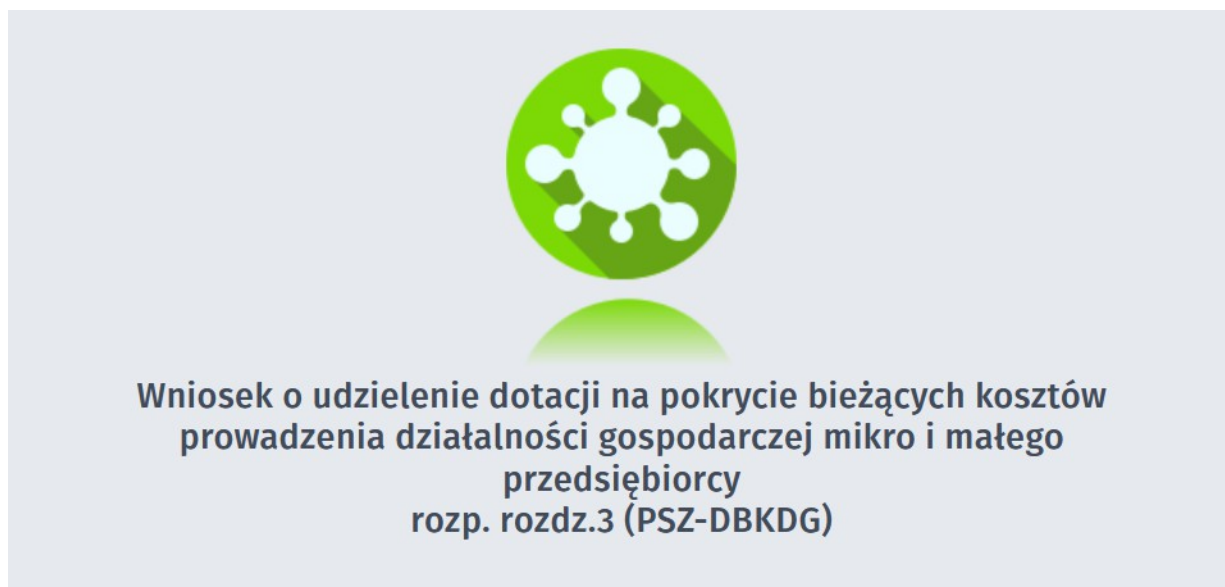 Wniosek o udzielenie dotacji na pokrycie bieżących kosztów
prowadzenia działalności gospodarczej mikro i małego
przedsiębiorcy
rozp. rozdz.3 (PSZ-DBKDG)